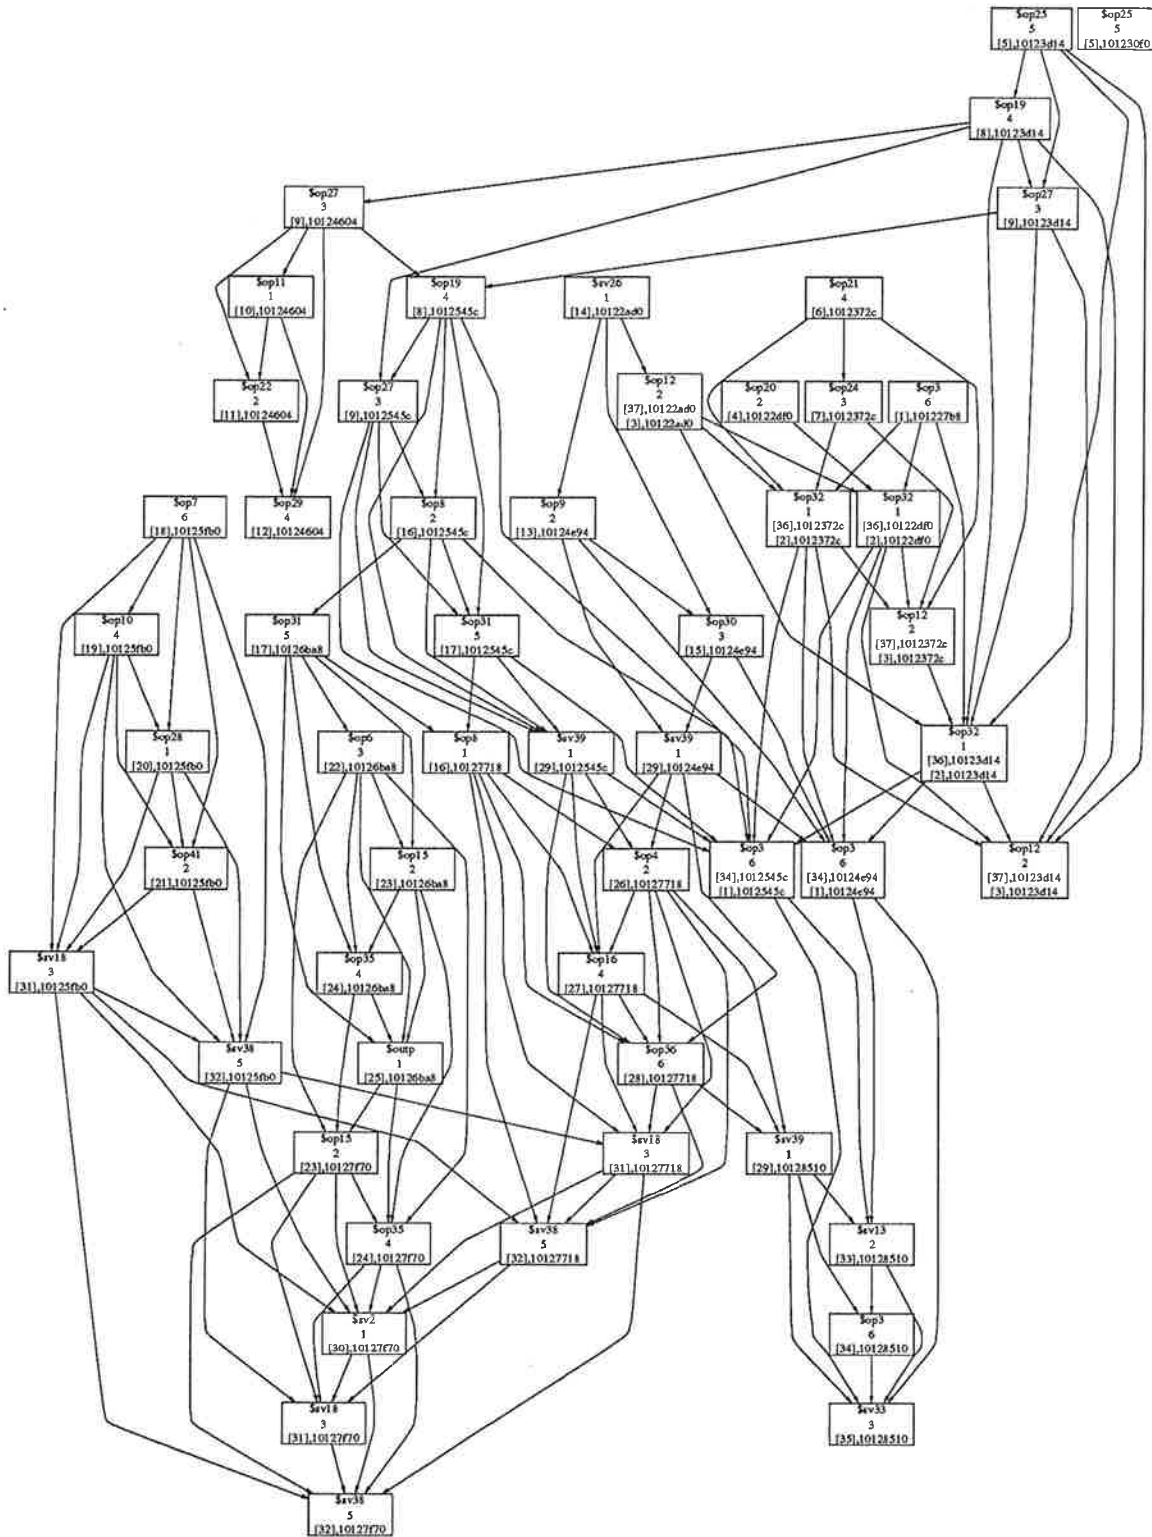 $op25
5
[5],10123d14
$op25
5
[5],101230f0
$op19
4
[8],10123d14
$op27
3
[9],10124604
$op27
3
[9],10123d14
$op11
1
[10],10124604
$op19
4
[8],1012545c
$sv26
1
[14],10122ad0
$op21
4
[6],1012372c
$op22
2
[11],10124604
$op27
3
[9],1012545c
$op12
2
[37],10122ad0
[3],10122ad0
$op20
2
[4],10122df0
$op24
3
[7],1012372c
$op3
6
[1],101227b8
$op7
6
[18],10125fb0
$op29
4
[12],10124604
$op8
2
[16],1012545c
$op9
2
[13],10124e94
$op32
1
[36],1012372c
[2],1012372c
$op32
1
[36],10122df0
[2],10122df0
$op10
4
[19],10125fb0
$op31
5
[17],10126ba8
$op31
5
[17],1012545c
$op30
3
[15],10124e94
$op12
2
[37],1012372c
[3],1012372c
$op28
1
[20],10125fb0
$op6
3
[22],10126ba8
$op8
1
[16],10127718
$sv39
1
[29],1012545c
$sv39
1
[29],10124e94
$op32
1
[36],10123d14
[2],10123d14
$op41
2
[21],10125fb0
$op15
2
[23],10126ba8
$op4
2
[26],10127718
$op3
6
[34],1012545c
[1],1012545c
$op3
6
[34],10124e94
[1],10124e94
$op12
2
[37],10123d14
[3],10123d14
$sv18
3
[31],10125fb0
$op35
4
[24],10126ba8
$op16
4
[27],10127718
$sv38
5
[32],10125fb0
$outp
1
[25],10126ba8
$op36
6
[28],10127718
$op15
2
[23],10127f70
$sv18
3
[31],10127718
$sv39
1
[29],10128510
$op35
4
[24],10127f70
$sv38
5
[32],10127718
$sv13
2
[33],10128510
$sv2
1
[30],10127f70
$op3
6
[34],10128510
$sv18
3
[31],10127f70
$sv33
3
[35],10128510
$sv38
5
[32],10127f70